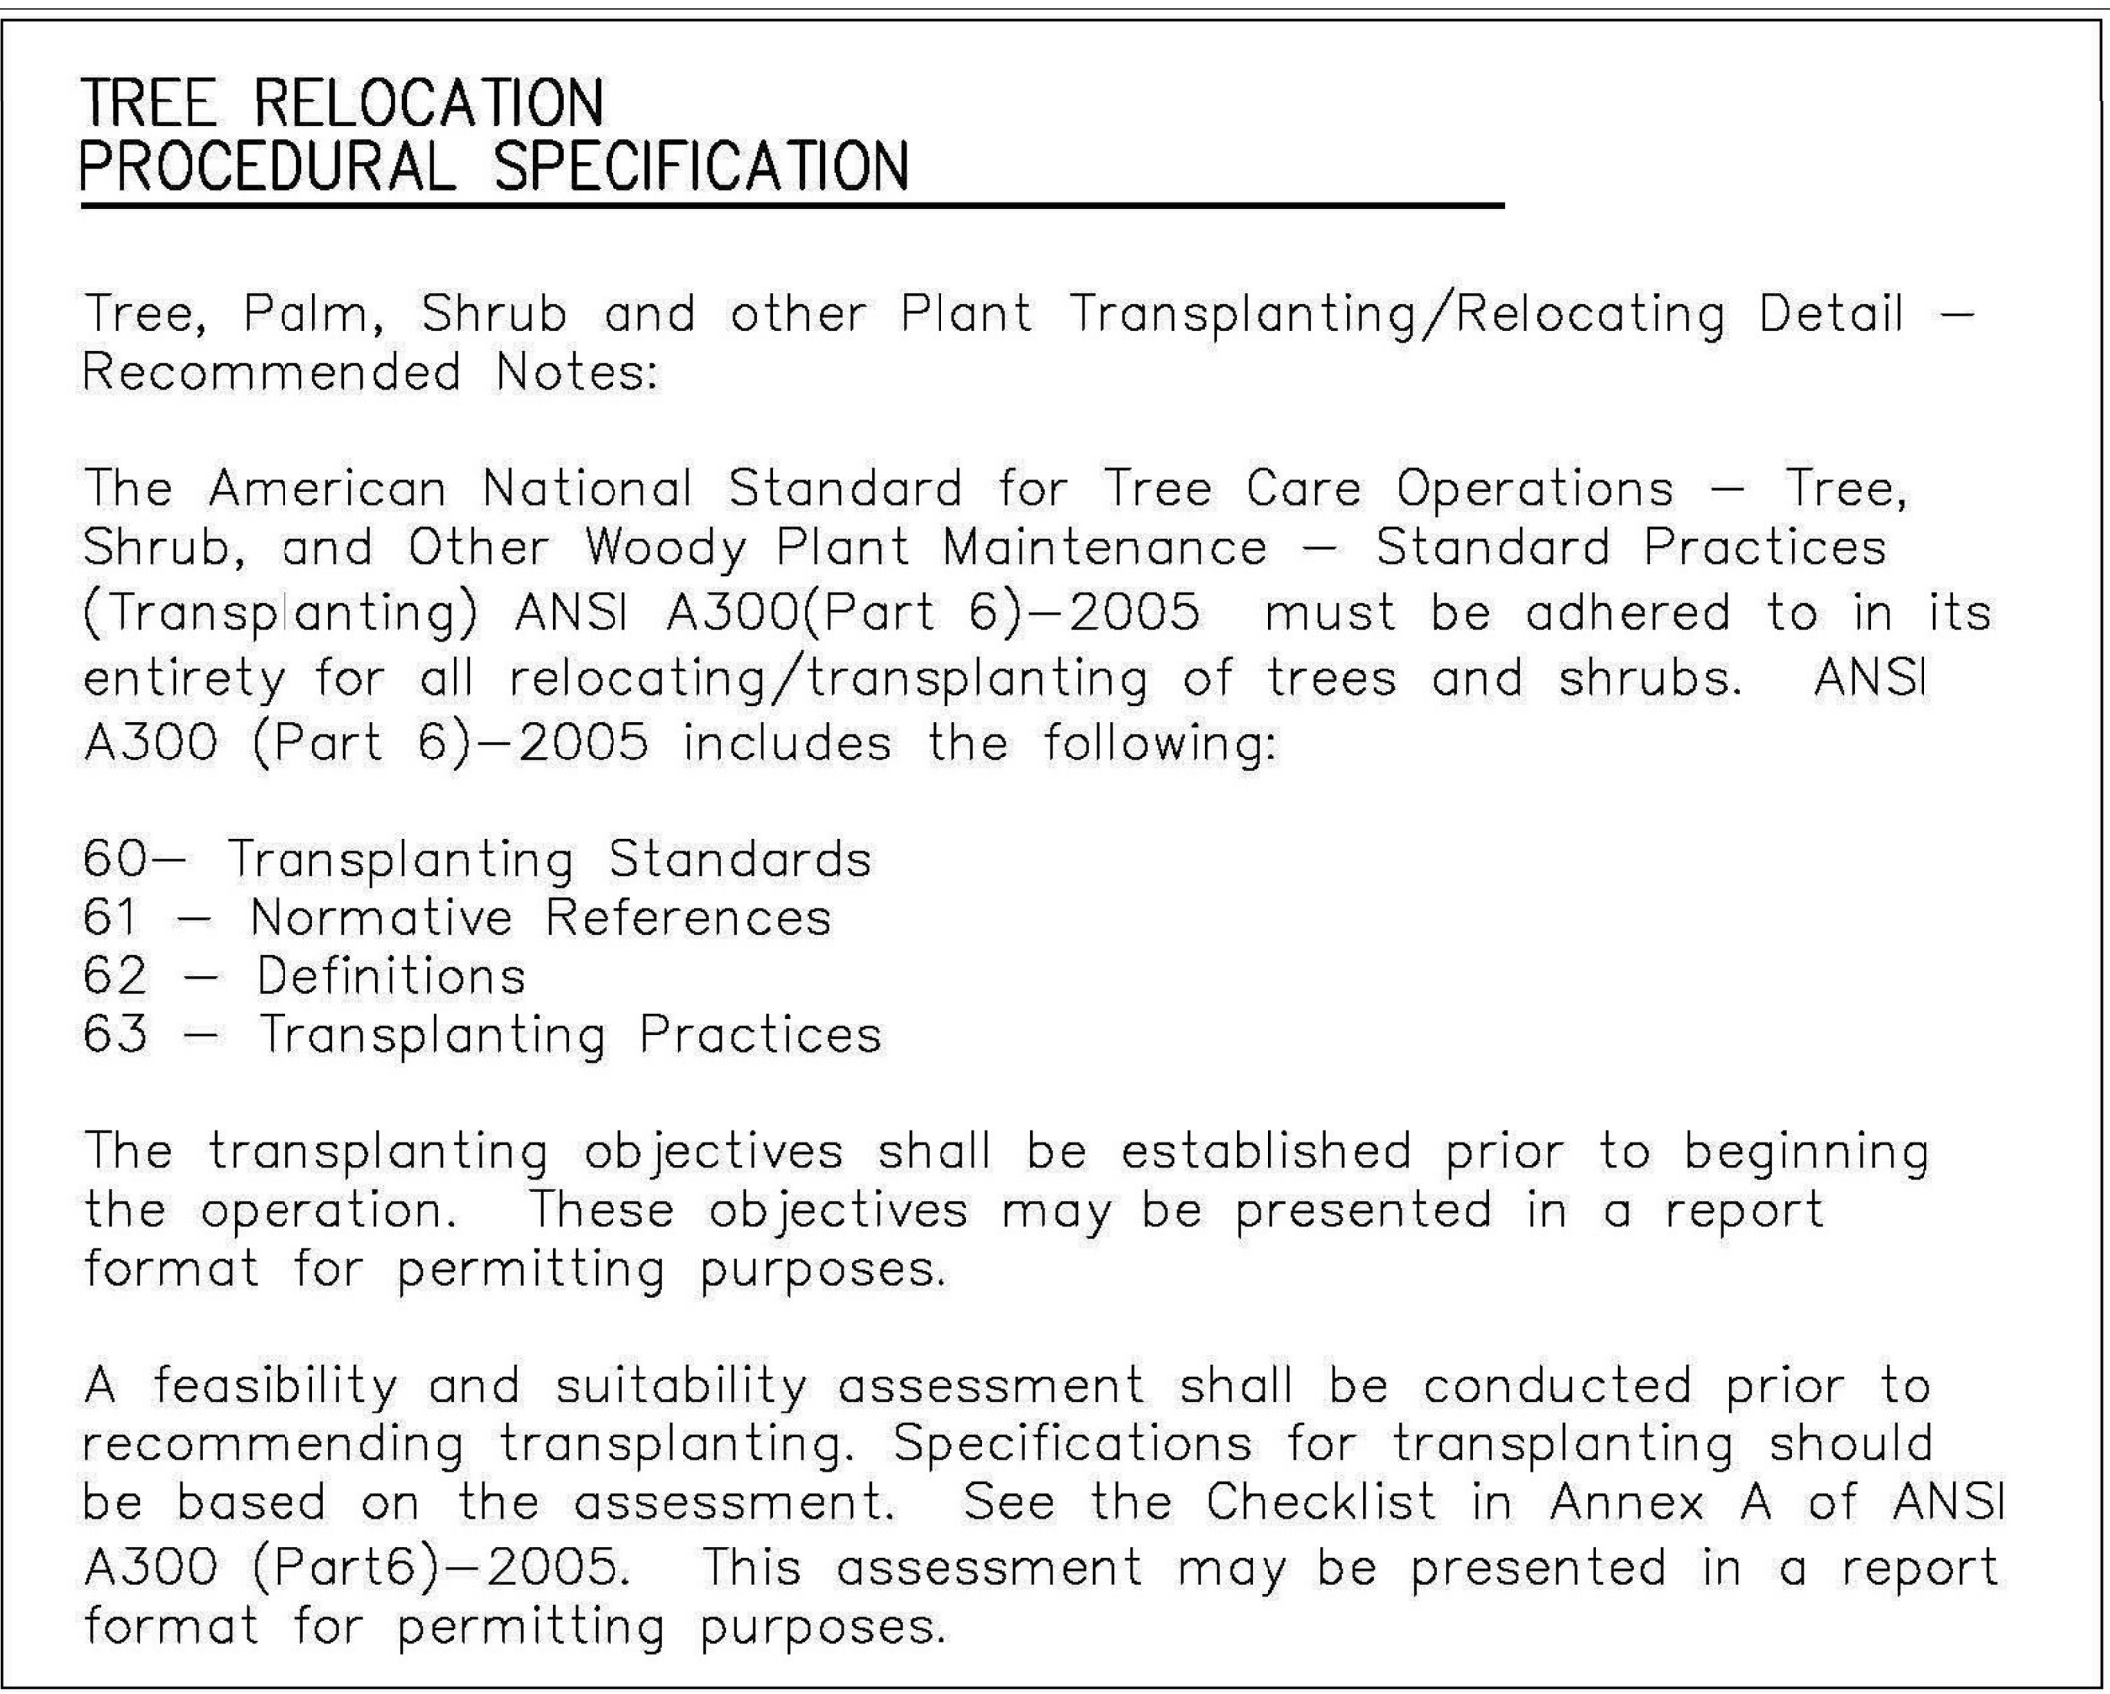 TREE RELOCATION
PROCEDURAL SPECIFICATION
Tree, Palm, Shrub and other Plant Transplanting/Relocating Detail –
Recommended Notes:
The American National Standard for Tree Care Operations – Tree,
Shrub, and Other Woody Plant Maintenance – Standard Practices
(Transplanting) ANSI A300(Part 6)–2005 must be adhered to in its
entirety for all relocating/transplanting of trees and shrubs. ANSI
A300 (Part 6)–2005 includes the following:
60– Transplanting Standards
61 – Normative References
62 – Definitions
63 – Transplanting Practices
The transplanting objectives shall be established prior to beginning
the operation. These objectives may be presented in a report
format for permitting purposes.
A feasibility and suitability assessment shall be conducted prior to
recommending transplanting. Specifications for transplanting should
be based on the assessment. See the Checklist in Annex A of ANSI
A300 (Part6)–2005. This assessment may be presented in a report
format for permitting purposes.